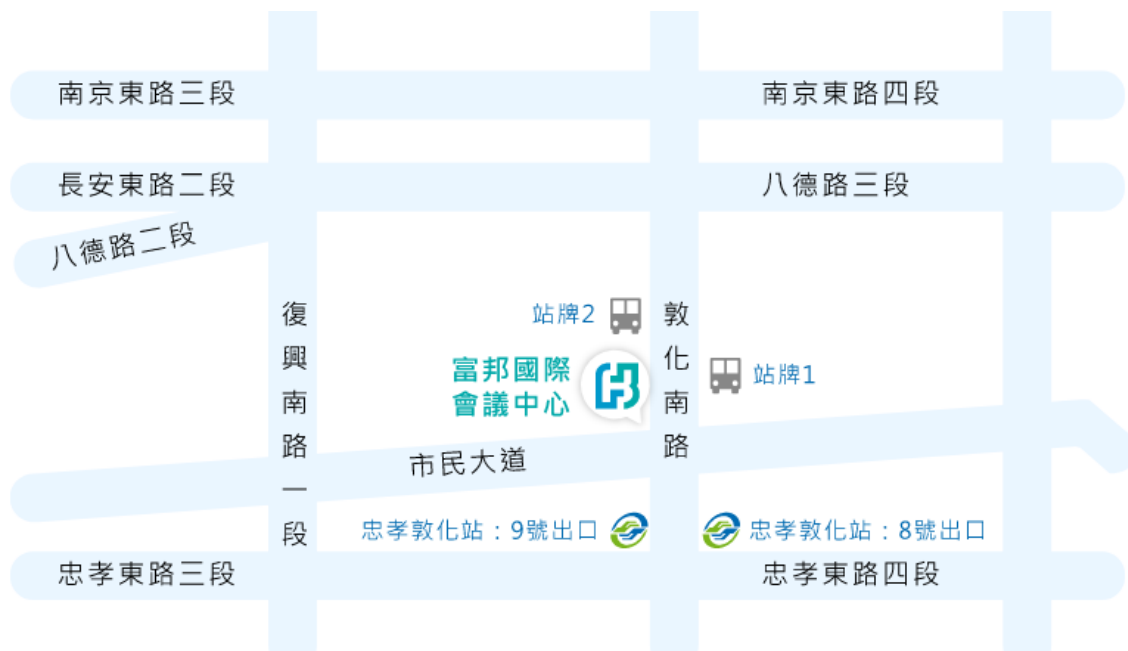 南京東路三段
南京東路四段
長安東路二段
八德路三段
八德路二段
復興南路一段
敦化南路
站牌2
站牌1
富邦國際
會議中心
市民大道
忠孝敦化站：9號出口
忠孝敦化站：8號出口
忠孝東路三段
忠孝東路四段